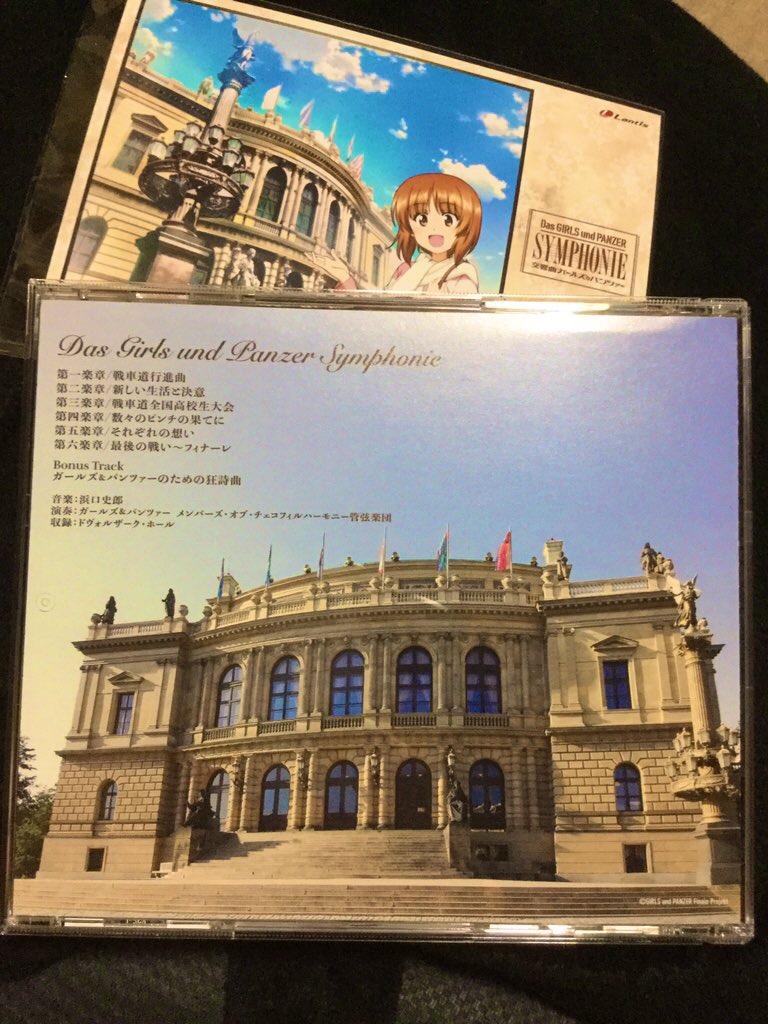 Lantis
Das GIRLS und PANZER
SYMPHONIE
交響曲ガールズ&パンツァー
Das Girls und Panzer Symphonie
第一楽章/戦車道行進曲
第二楽章/新しい生活と決意
第三楽章/戦車道全国高校生大会
第四楽章/数々のピンチの果てに
第五楽章/それぞれの想い
第六楽章/最後の戦い~フィナーレ
Bonus Track
ガールズ&パンツァーのための狂詩曲
音楽:浜口史郎
演奏:ガールズ&パンツァー メンバーズ・オブ・チェコフィルハーモニー管弦楽団
収録:ドヴォルザーク・ホール
©GIRLS und PANZER Finale Projekt